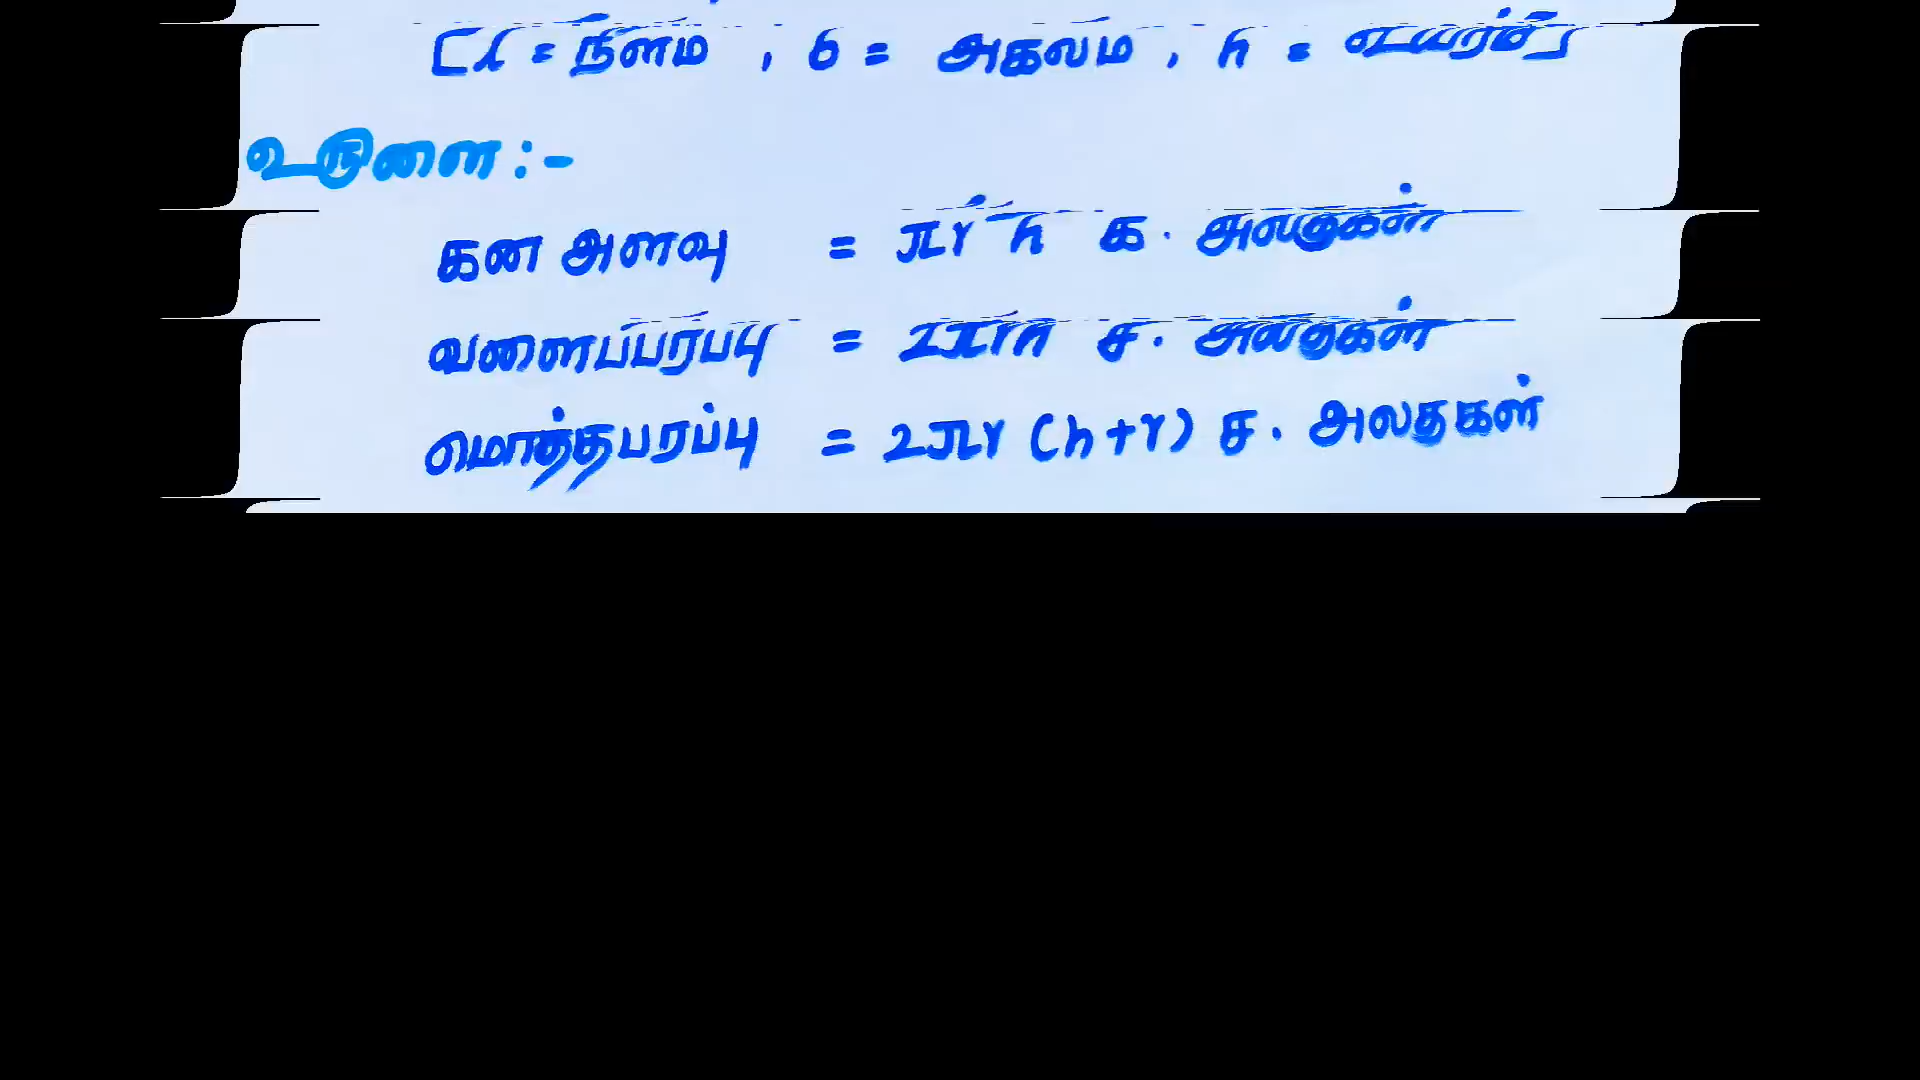 [l = நீளம் , b = அகலம் , h = உயரம்]
உருளை :-
கன அளவு = πr²h க. அலகுகள்
வளைப்பரப்பு = 2πrh ச. அலகுகள்
மொத்தபரப்பு = 2πr (h+r) ச. அலகுகள்